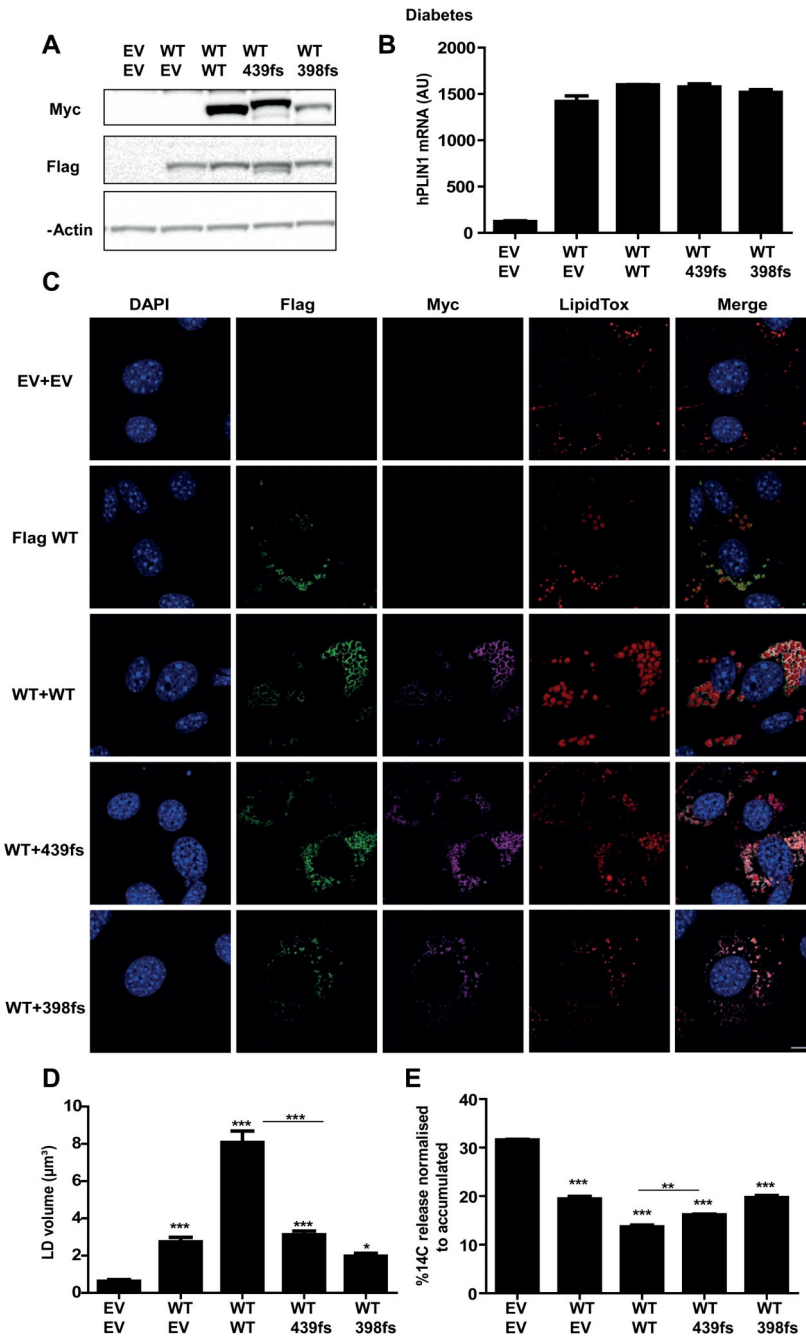 Diabetes
A
EV WT WT WT WT
EV EV WT 439fs 398fs
Myc
Flag
-Actin
B
hPLIN1 mRNA (AU)
2000
1500
1000
500
0
EV WT WT WT WT
EV EV WT 439fs 398fs
C
DAPI Flag Myc LipidTox Merge
EV+EV
Flag WT
WT+WT
WT+439fs
WT+398fs
D
LD volume (µm³)
10
8
6
4
2
0
*** *** *** *** *
EV WT WT WT WT
EV EV WT 439fs 398fs
E
%14C release normalised
to accumulated
40
30
20
10
0
*** *** ** *** ***
EV WT WT WT WT
EV EV WT 439fs 398fs